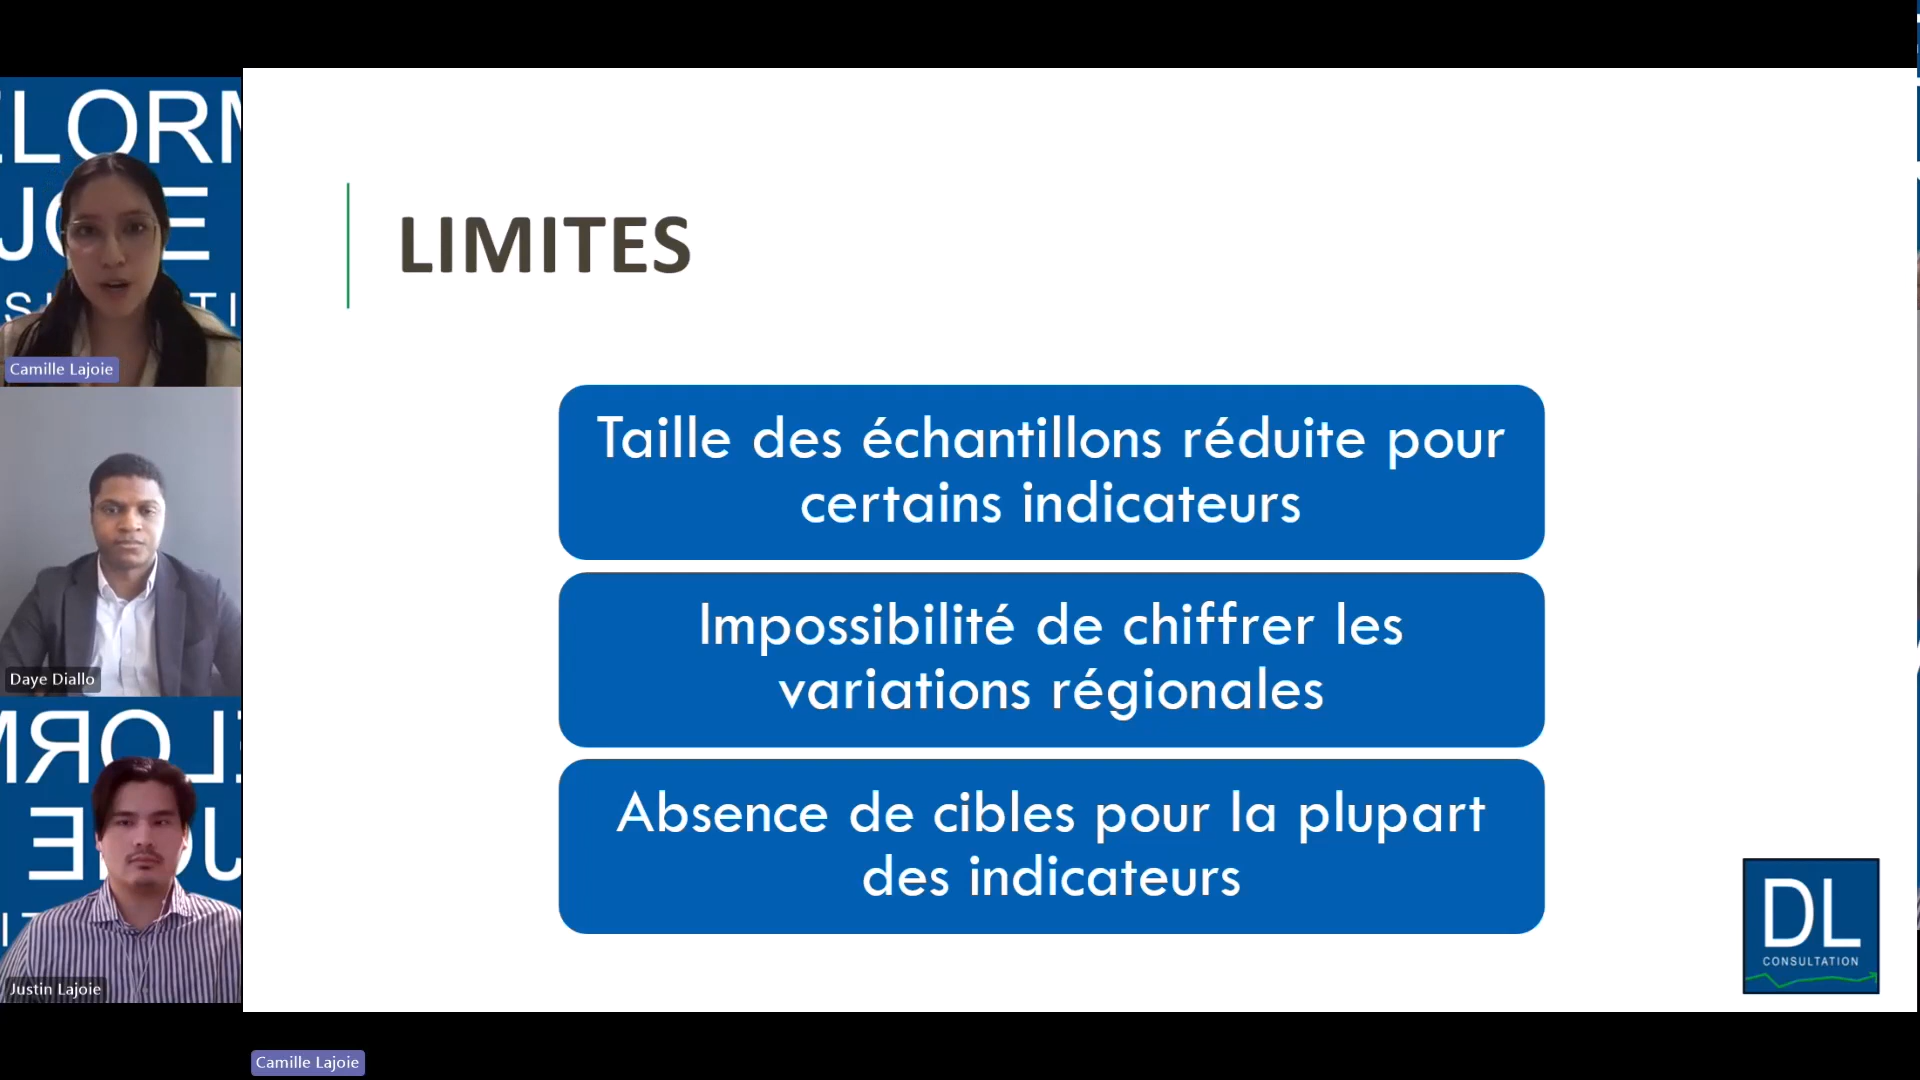 LORM
Camille Lajoie
Daye Diallo
Justin Lajoie
LIMITES
Taille des échantillons réduite pour
certains indicateurs
Impossibilité de chiffrer les
variations régionales
Absence de cibles pour la plupart
des indicateurs
DL
CONSULTATION
Camille Lajoie